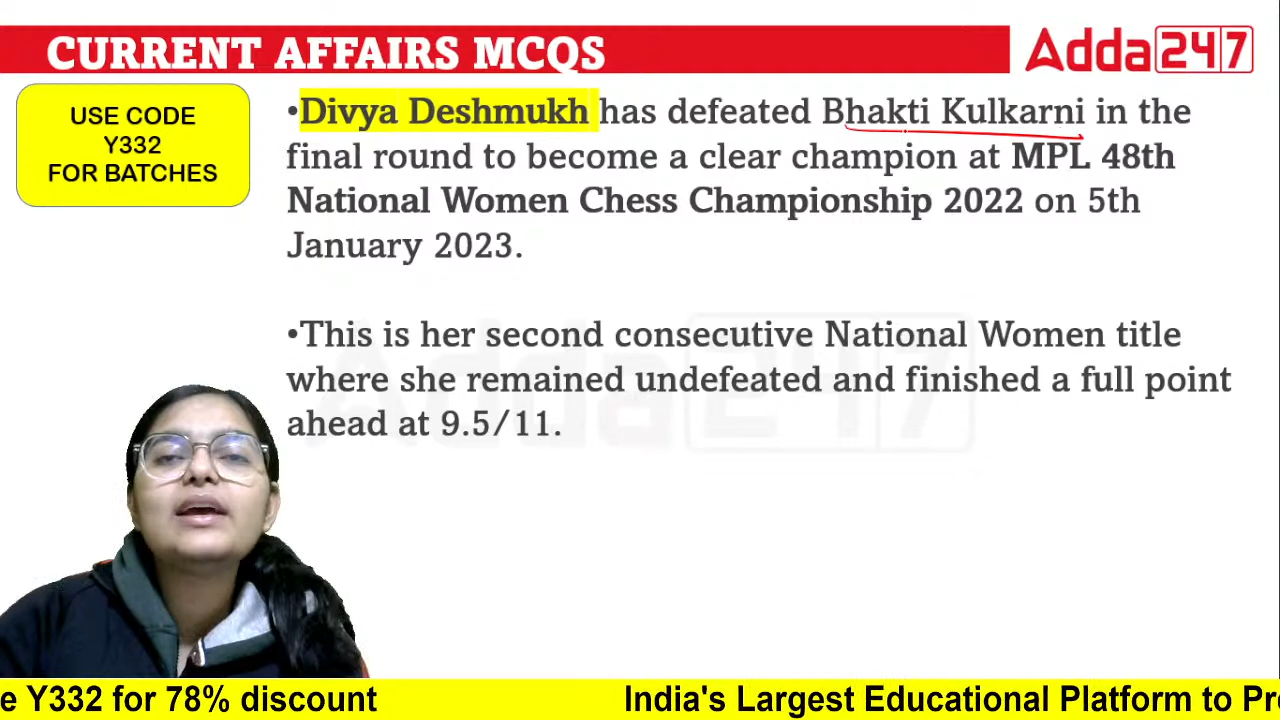 CURRENT AFFAIRS MCQS
Adda247
USE CODE
Y332
FOR BATCHES
•Divya Deshmukh has defeated Bhakti Kulkarni in the
final round to become a clear champion at MPL 48th
National Women Chess Championship 2022 on 5th
January 2023.
•This is her second consecutive National Women title
where she remained undefeated and finished a full point
ahead at 9.5/11.
Adda247
e Y332 for 78% discount
India's Largest Educational Platform to Pre